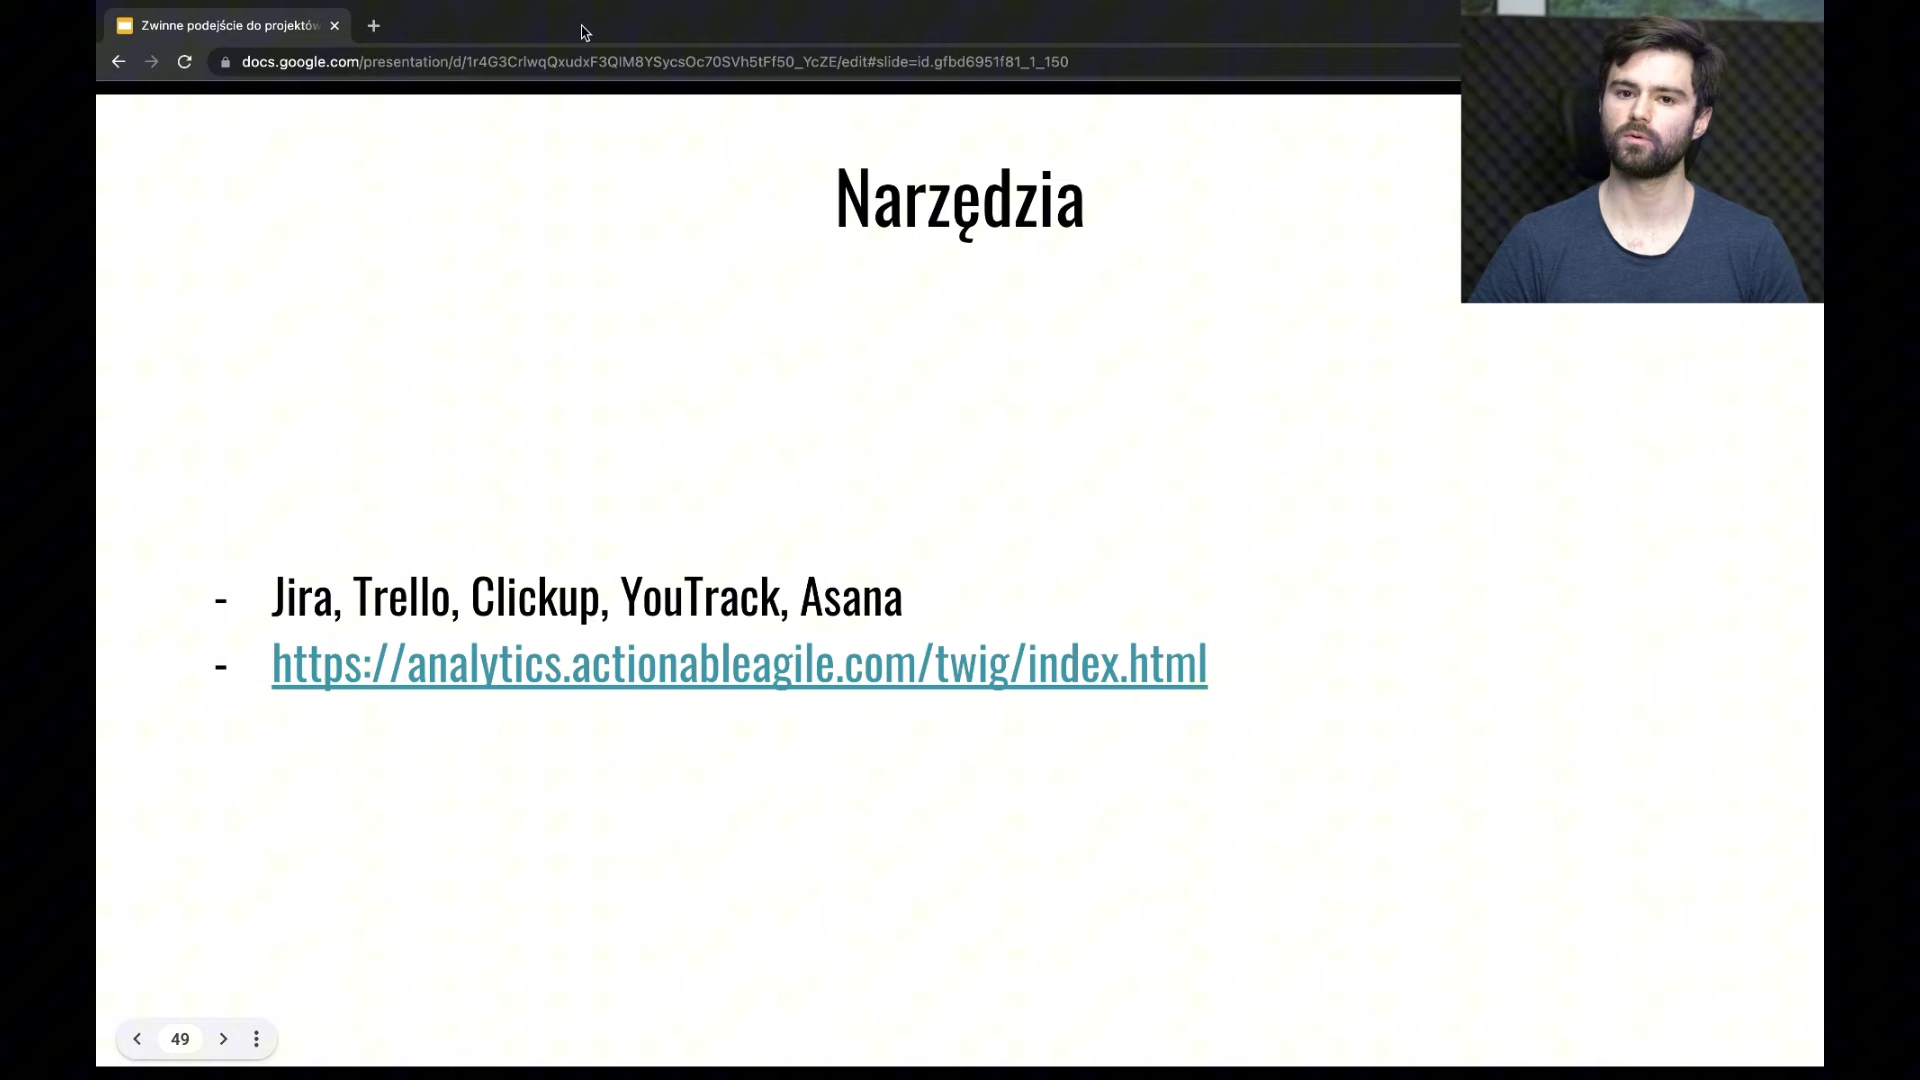 Zwinne podejście do projektów
docs.google.com/presentation/d/1r4G3CrlwqQxudxF3QIM8YSycsOc70SVh5tFf50_YcZE/edit#slide=id.gfbd6951f81_1_150
Narzędzia
- Jira, Trello, Clickup, YouTrack, Asana
- https://analytics.actionableagile.com/twig/index.html
49